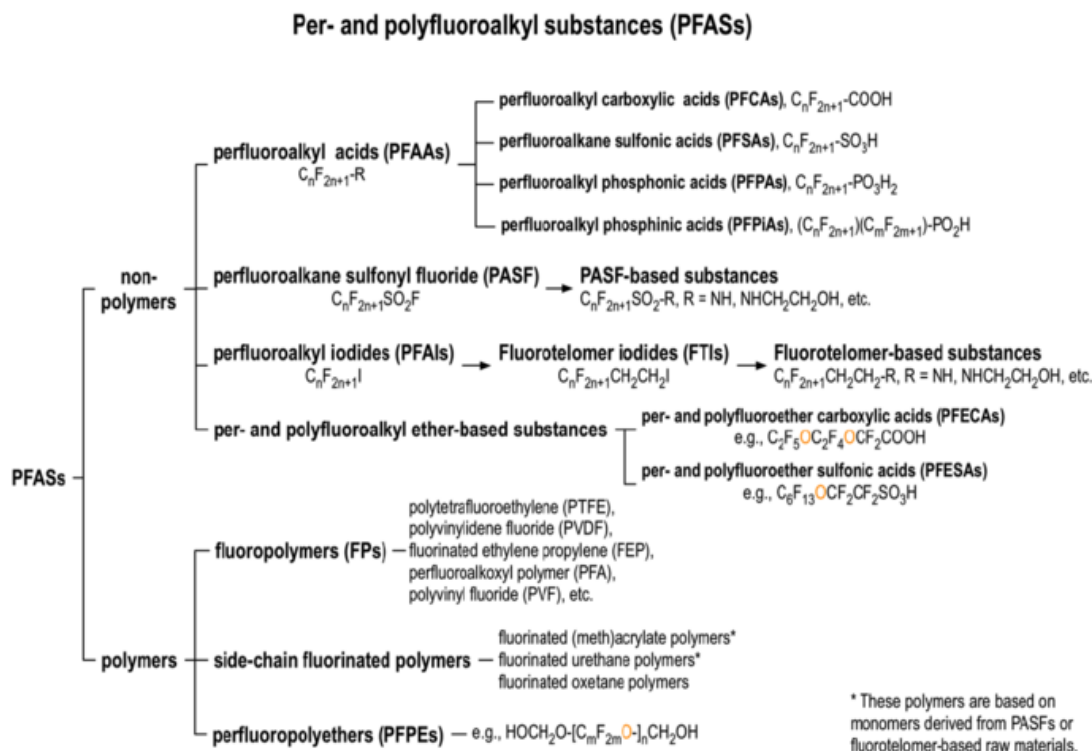 Per- and polyfluoroalkyl substances (PFASs)
perfluoroalkyl carboxylic acids (PFCAs), CnF2n+1-COOH
perfluoroalkane sulfonic acids (PFSAs), CnF2n+1-SO3H
perfluoroalkyl acids (PFAAs)
CnF2n+1-R
perfluoroalkyl phosphonic acids (PFPAs), CnF2n+1-PO3H2
perfluoroalkyl phosphinic acids (PFPiAs), (CnF2n+1)(CmF2m+1)-PO2H
non-
polymers
perfluoroalkane sulfonyl fluoride (PASF)
CnF2n+1SO2F
PASF-based substances
CnF2n+1SO2-R, R = NH, NHCH2CH2OH, etc.
perfluoroalkyl iodides (PFAIs)
CnF2n+1I
Fluorotelomer iodides (FTIs)
CnF2n+1CH2CH2I
Fluorotelomer-based substances
CnF2n+1CH2CH2-R, R = NH, NHCH2CH2OH, etc.
per- and polyfluoroalkyl ether-based substances
per- and polyfluoroether carboxylic acids (PFECAs)
e.g., C2F5OC2F4OCF2COOH
per- and polyfluoroether sulfonic acids (PFESAs)
e.g., C6F13OCF2CF2SO3H
PFASs
fluoropolymers (FPs)
polytetrafluoroethylene (PTFE),
polyvinylidene fluoride (PVDF),
fluorinated ethylene propylene (FEP),
perfluoroalkoxyl polymer (PFA),
polyvinyl fluoride (PVF), etc.
polymers
side-chain fluorinated polymers
fluorinated (meth)acrylate polymers*
fluorinated urethane polymers*
fluorinated oxetane polymers
perfluoropolyethers (PFPEs)
e.g., HOCH2O-[CmF2mO-]nCH2OH
* These polymers are based on
monomers derived from PASFs or
fluorotelomer-based raw materials.